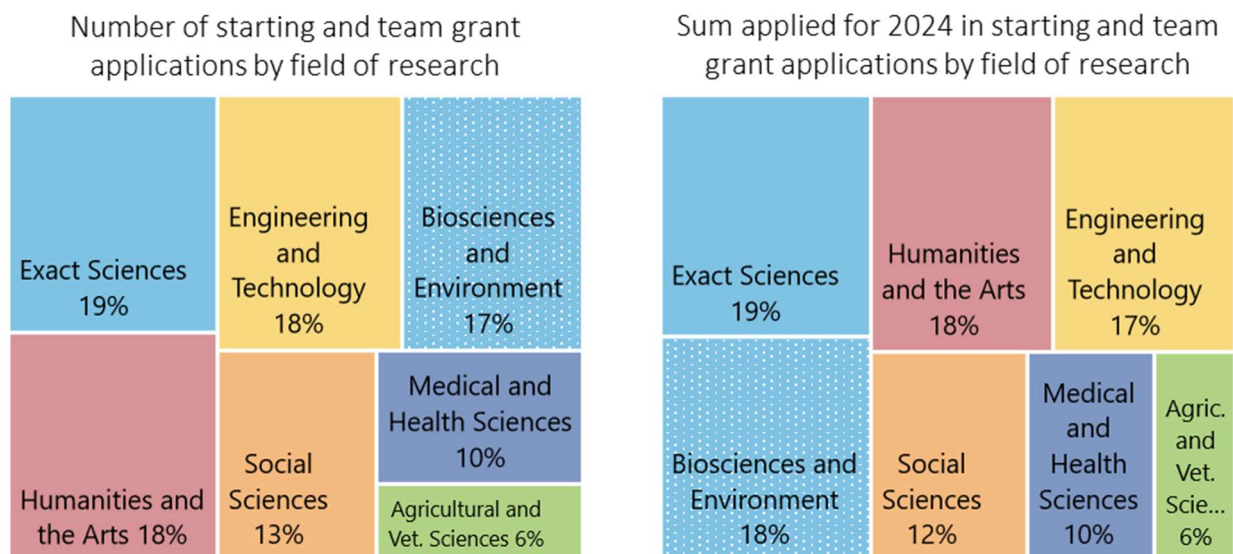 Number of starting and team grant
applications by field of research
Exact Sciences
19%
Engineering
and
Technology
18%
Biosciences
and
Environment
17%
Humanities and
the Arts 18%
Social
Sciences
13%
Medical and
Health Sciences
10%
Agricultural and
Vet. Sciences 6%
Sum applied for 2024 in starting and team
grant applications by field of research
Exact Sciences
19%
Humanities
and the Arts
18%
Engineering
and
Technology
17%
Biosciences and
Environment
18%
Social
Sciences
12%
Medical
and
Health
Sciences
10%
Agric.
and
Vet.
Scie...
6%